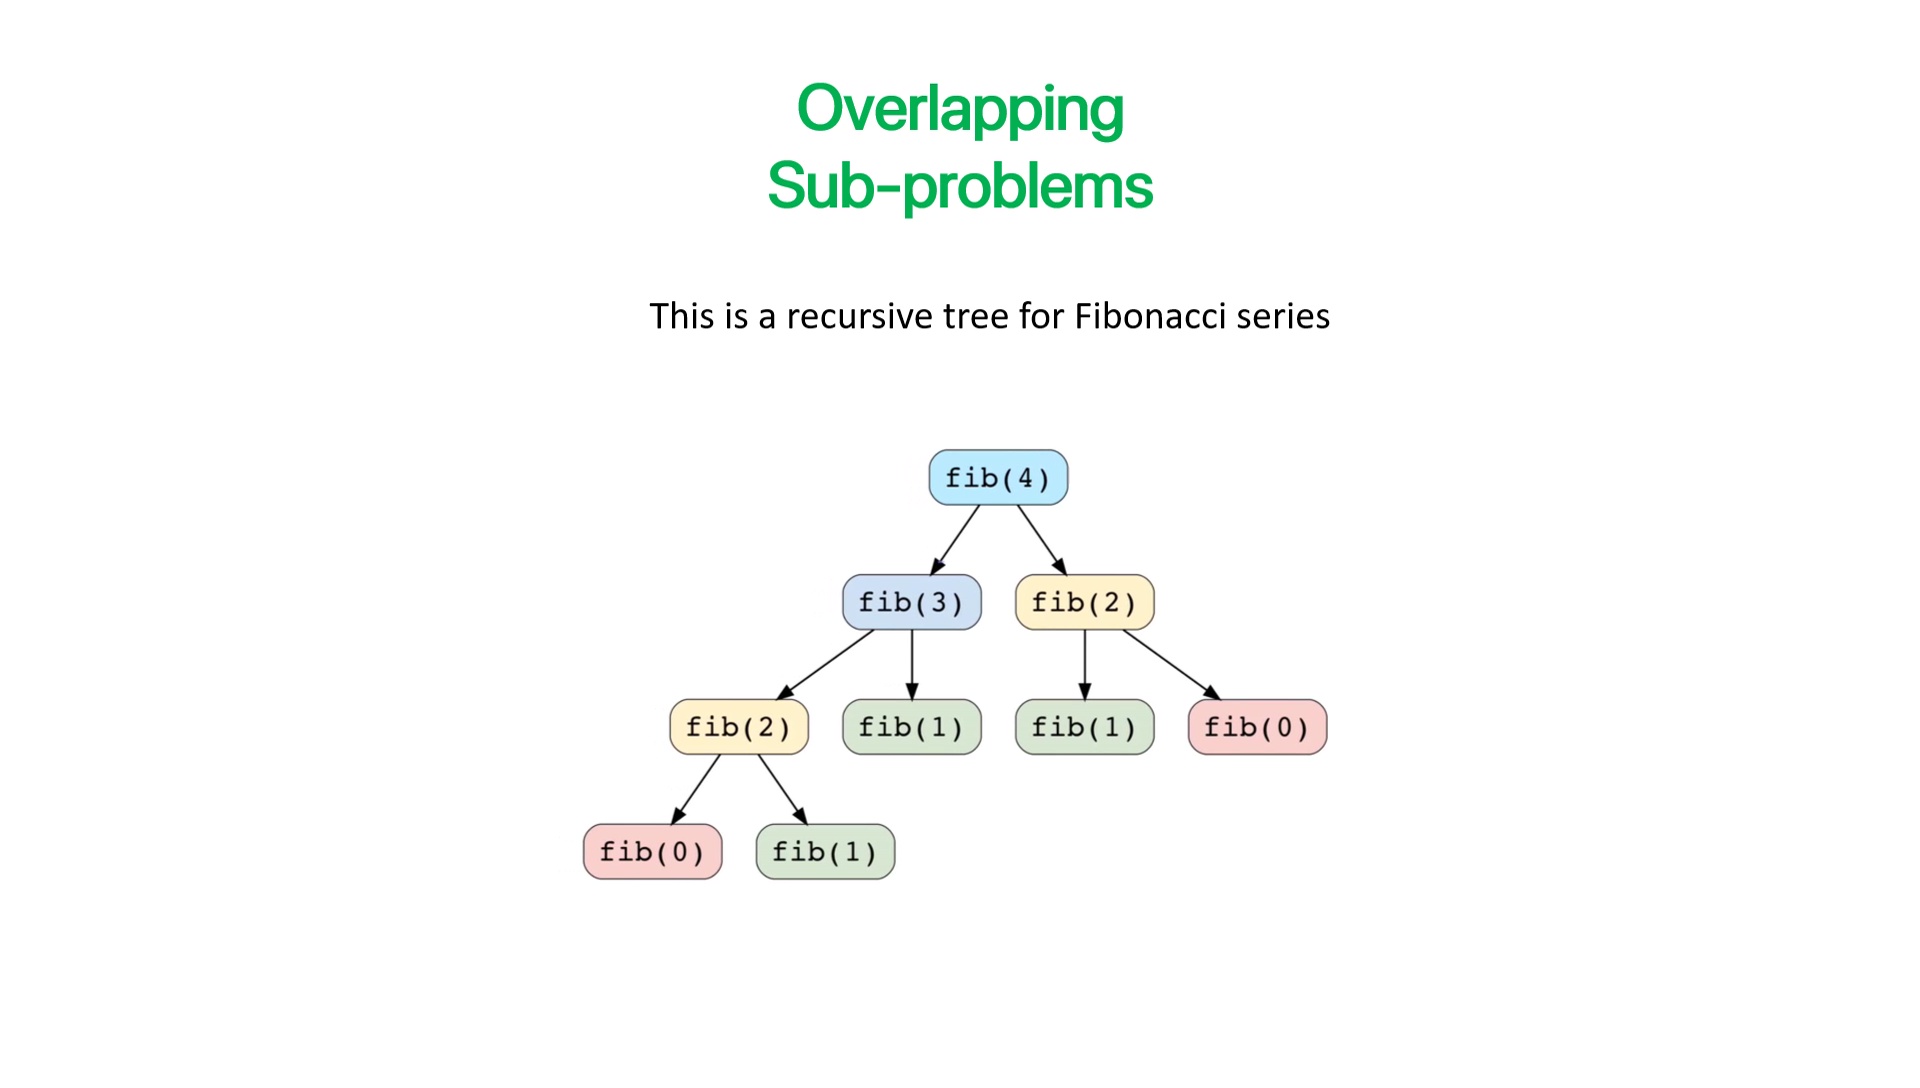 Overlapping
Sub-problems
This is a recursive tree for Fibonacci series
fib(4)
fib(3) fib(2)
fib(2) fib(1) fib(1) fib(0)
fib(0) fib(1)